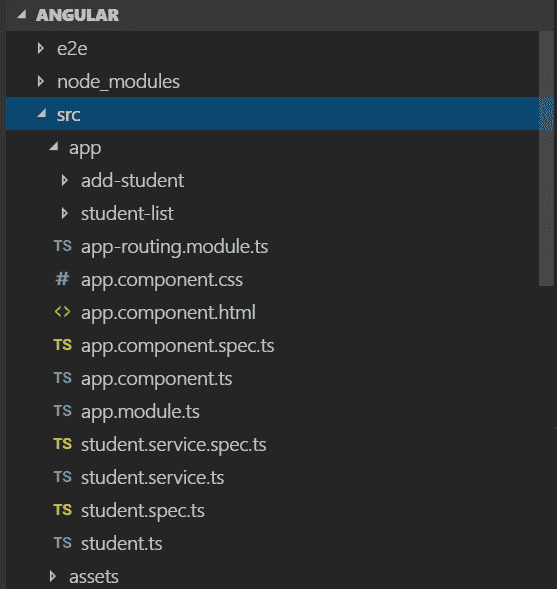 ANGULAR
e2e
node_modules
src
app
add-student
student-list
TS app-routing.module.ts
# app.component.css
<> app.component.html
TS app.component.spec.ts
TS app.component.ts
TS app.module.ts
TS student.service.spec.ts
TS student.service.ts
TS student.spec.ts
TS student.ts
assets